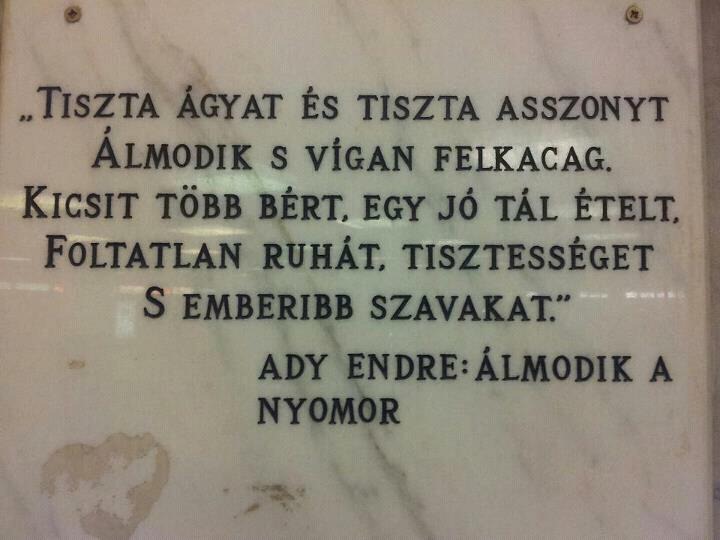 „Tiszta ágyat és tiszta asszonyt
Álmodik s vígan felkacag.
Kicsit több bért, egy jó tál ételt,
Foltatlan ruhát, tisztességet
S emberibb szavakat.”
ADY ENDRE: ÁLMODIK A
NYOMOR